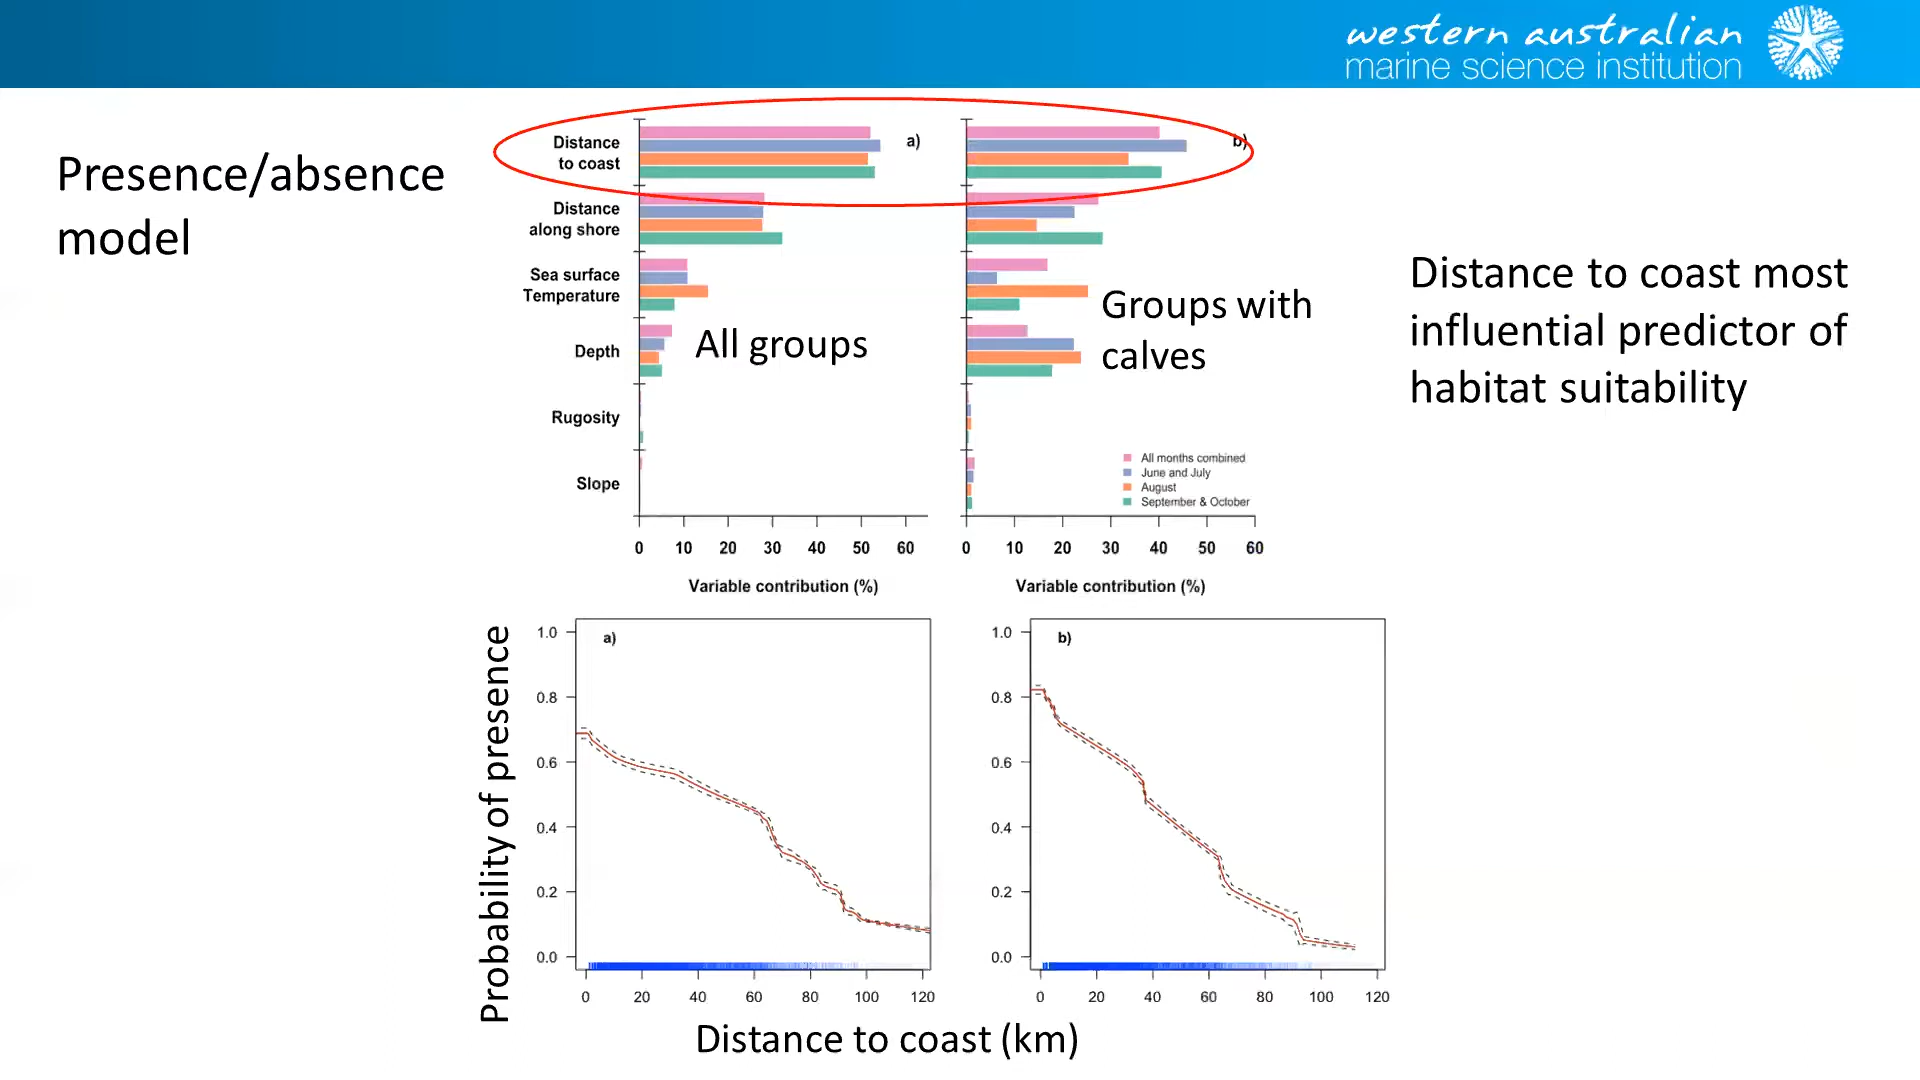 western australian
marine science institution
Presence/absence
model
Distance
to coast
Distance
along shore
Sea surface
Temperature
Depth
Rugosity
Slope
a)
All groups
0 10 20 30 40 50 60
Variable contribution (%)
b)
Groups with
calves
All months combined
June and July
August
September & October
0 10 20 30 40 50 60
Variable contribution (%)
Distance to coast most
influential predictor of
habitat suitability
Probability of presence
a)
1.0
0.8
0.6
0.4
0.2
0.0
0 20 40 60 80 100 120
b)
1.0
0.8
0.6
0.4
0.2
0.0
0 20 40 60 80 100 120
Distance to coast (km)